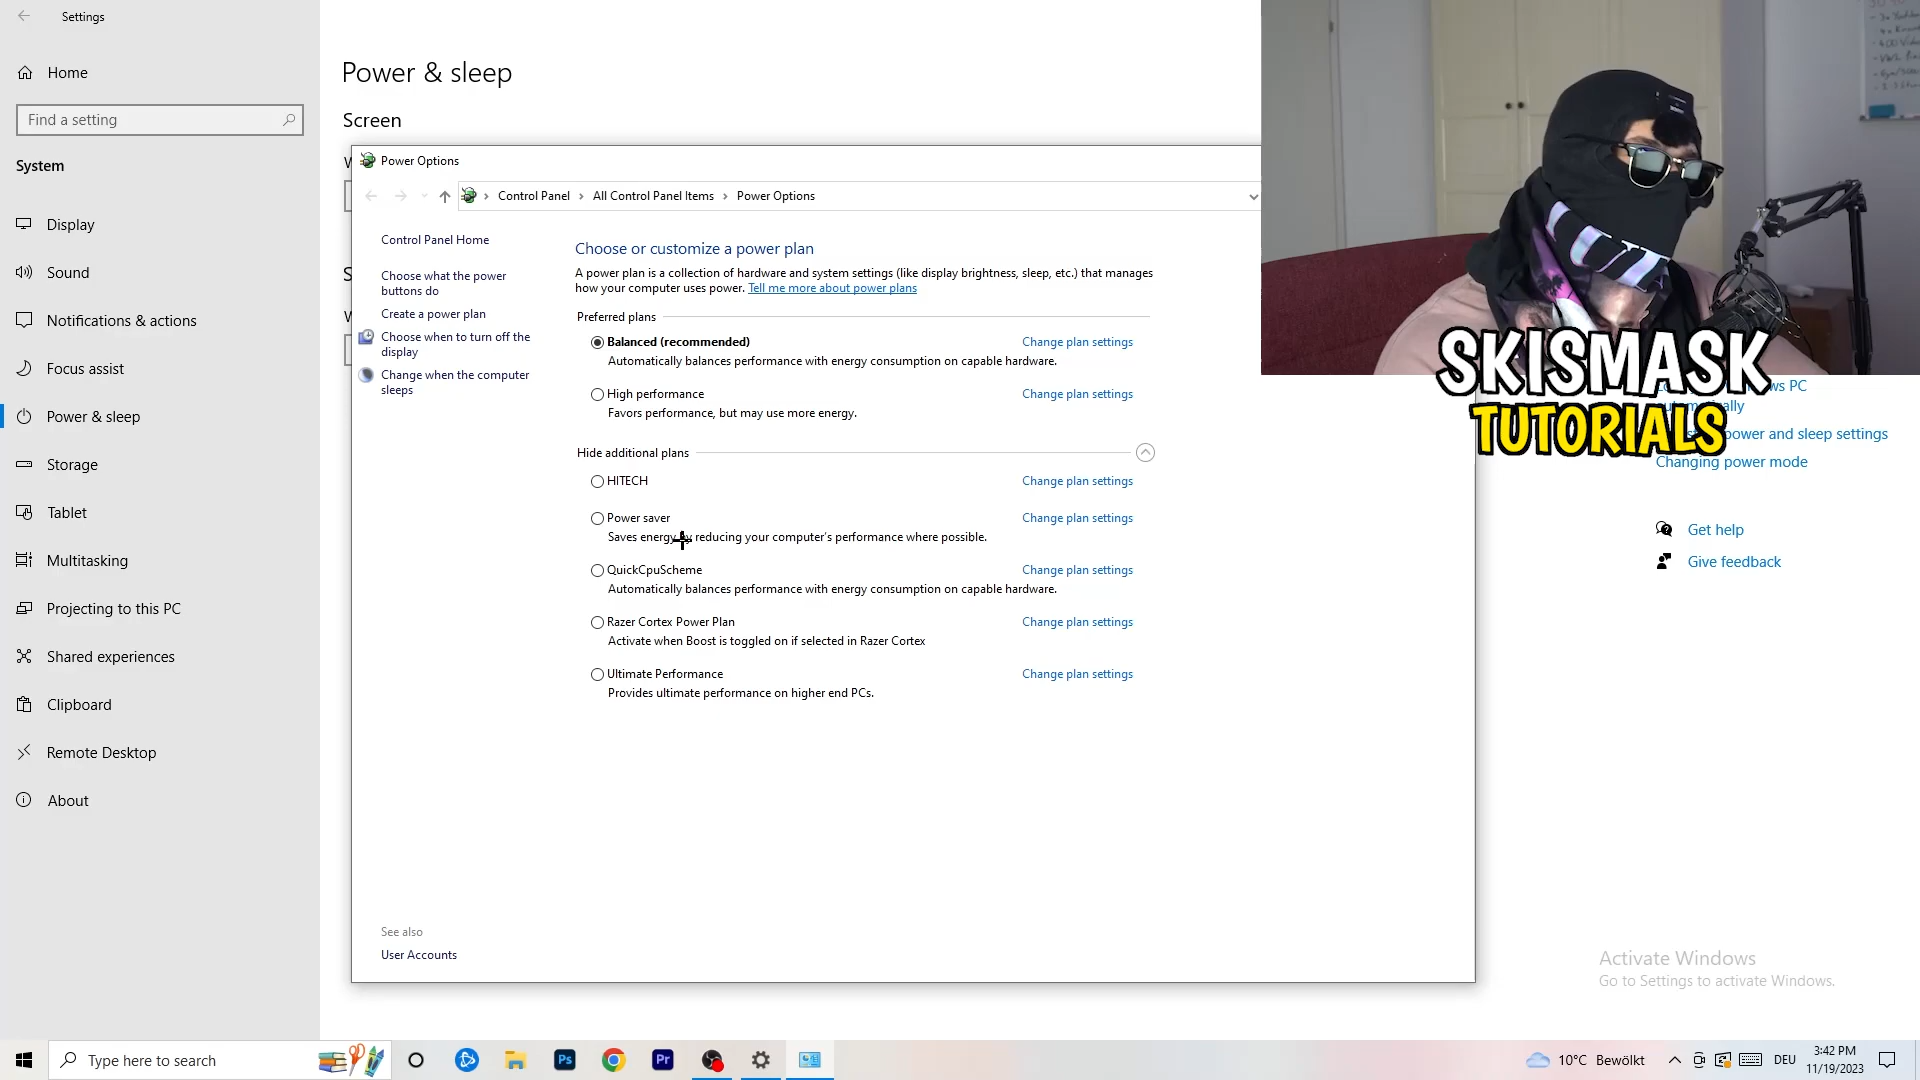 Settings
Home
Find a setting
System
Display
Sound
Notifications & actions
Focus assist
Power & sleep
Storage
Tablet
Multitasking
Projecting to this PC
Shared experiences
Clipboard
Remote Desktop
About
Power & sleep
Screen
Power Options
Control Panel
All Control Panel Items
Power Options
Control Panel Home
Choose what the power
buttons do
Create a power plan
Choose when to turn off the
display
Change when the computer
sleeps
See also
User Accounts
Choose or customize a power plan
A power plan is a collection of hardware and system settings (like display brightness, sleep, etc.) that manages
how your computer uses power. Tell me more about power plans
Preferred plans
Balanced (recommended) Change plan settings
Automatically balances performance with energy consumption on capable hardware.
High performance Change plan settings
Favors performance, but may use more energy.
Hide additional plans
HITECH Change plan settings
Power saver Change plan settings
Saves energy by reducing your computer's performance where possible.
QuickCpuScheme Change plan settings
Automatically balances performance with energy consumption on capable hardware.
Razer Cortex Power Plan Change plan settings
Activate when Boost is toggled on if selected in Razer Cortex
Ultimate Performance Change plan settings
Provides ultimate performance on higher end PCs.
SKISMASK
TUTORIALS
PC
power and sleep settings
Changing power mode
Get help
Give feedback
Activate Windows
Go to Settings to activate Windows.
Type here to search
Ps
Pr
10°C Bewölkt
DEU
3:42 PM
11/19/2023